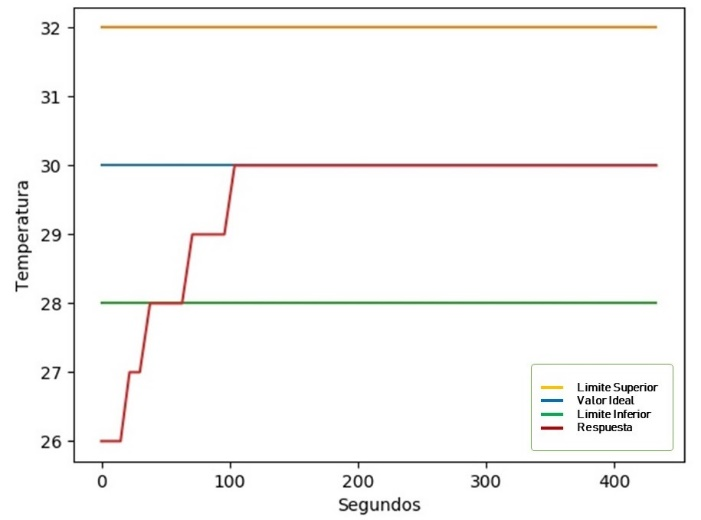 32
31
30
29
28
27
26
Temperatura
0 100 200 300 400
Segundos
Limite Superior
Valor Ideal
Limite Inferior
Respuesta